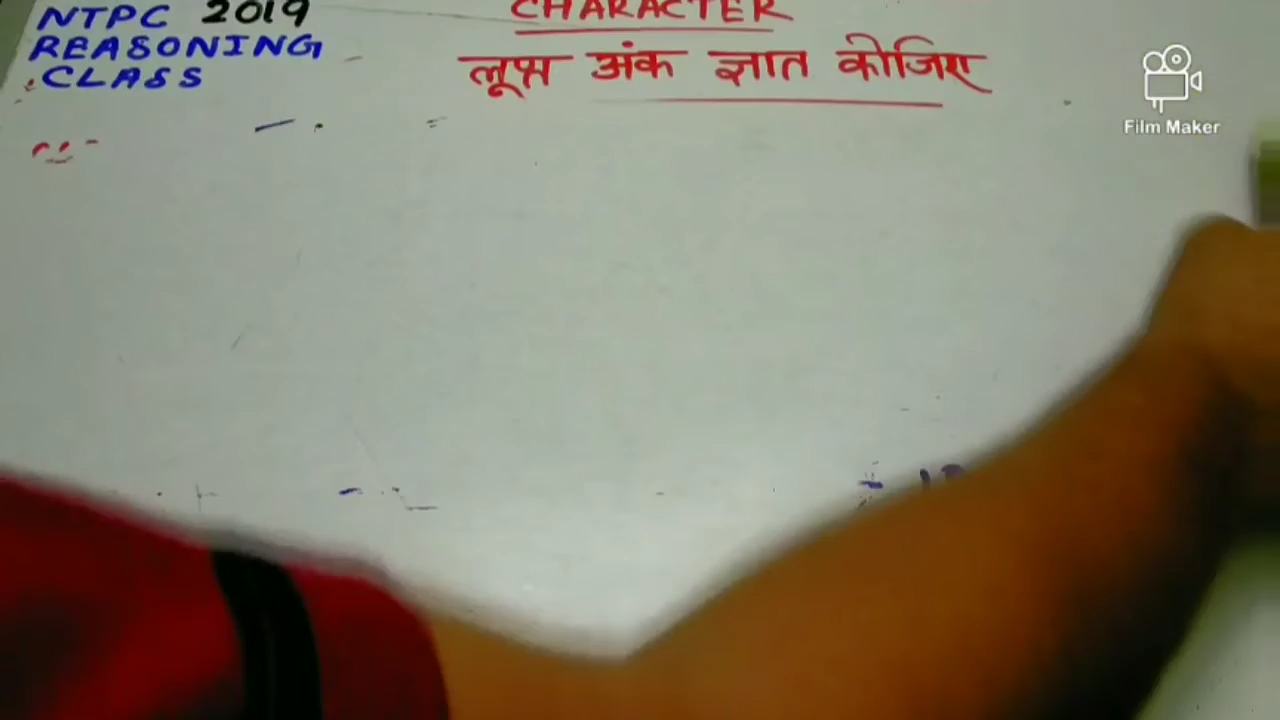 NTPC 2019
REASONING
CLASS
CHARACTER
लूप्त अंक ज्ञात कीजिए
Film Maker